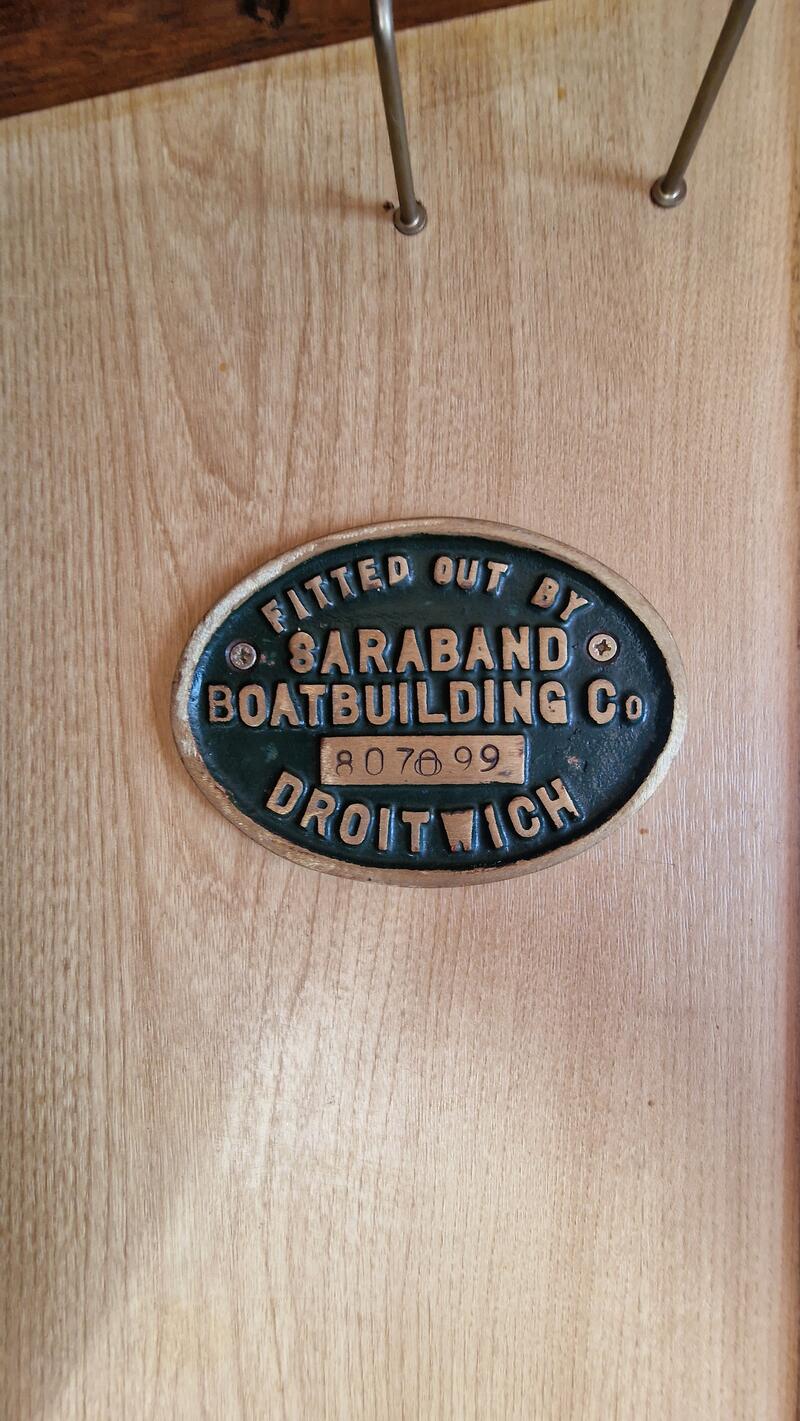 FITTED OUT BY
SARABAND
BOATBUILDING Co
DROITWICH